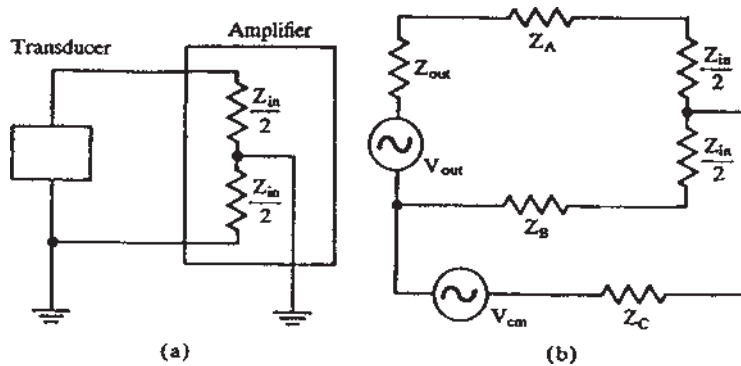 Transducer
Amplifier
Z_in
2
Z_in
2
(a)
Z_A
Z_out
V_out
Z_in
2
Z_in
2
Z_B
V_cm
Z_C
(b)